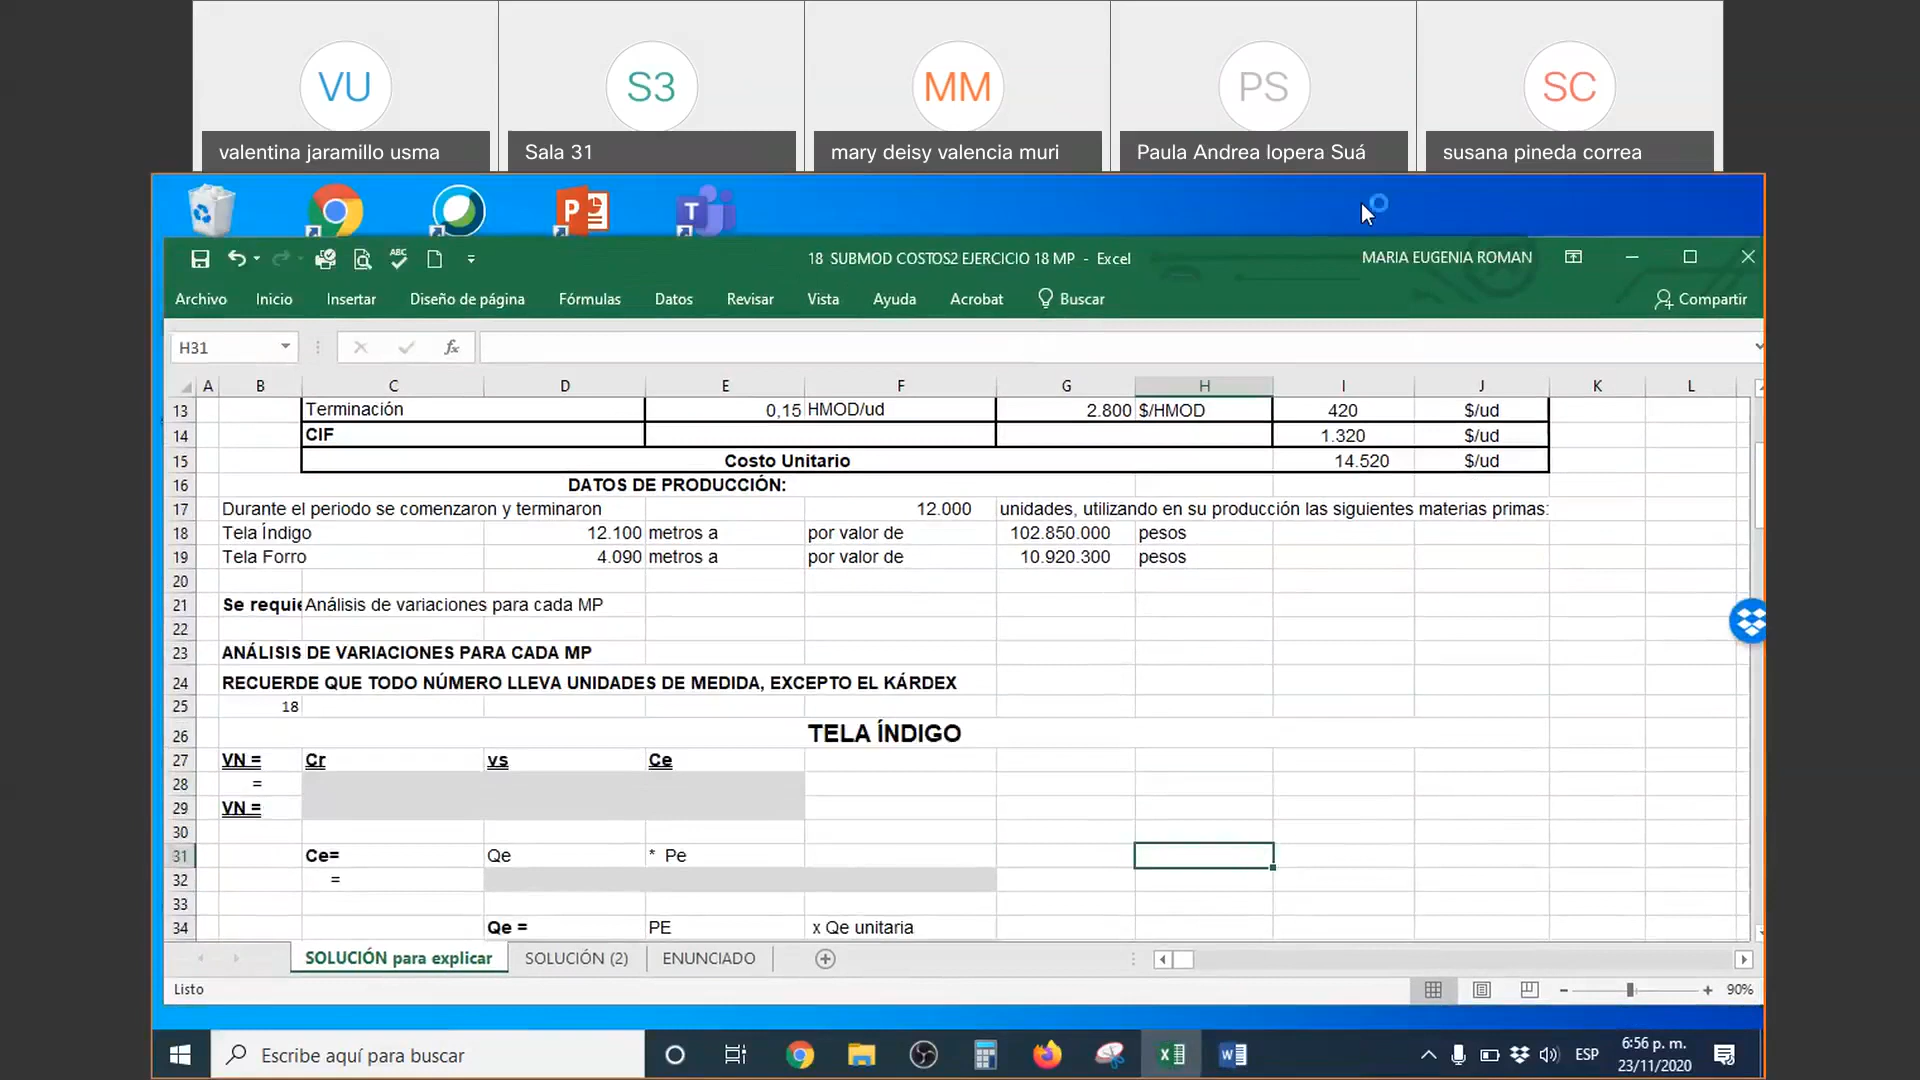 VU
S3
MM
PS
SC
valentina jaramillo usma
Sala 31
mary deisy valencia muri
Paula Andrea lopera Suá
susana pineda correa
18 SUBMOD COSTOS2 EJERCICIO 18 MP - Excel
MARIA EUGENIA ROMAN
Archivo Inicio Insertar Diseño de página Fórmulas Datos Revisar Vista Ayuda Acrobat Buscar Compartir
H31 fx
A B C D E F G H I J K L
13 Terminación 0,15 HMOD/ud 2.800 $/HMOD 420 $/ud
14 CIF 1.320 $/ud
15 Costo Unitario 14.520 $/ud
16 DATOS DE PRODUCCIÓN:
17 Durante el periodo se comenzaron y terminaron 12.000 unidades, utilizando en su producción las siguientes materias primas:
18 Tela Índigo 12.100 metros a por valor de 102.850.000 pesos
19 Tela Forro 4.090 metros a por valor de 10.920.300 pesos
20
21 Se requie Análisis de variaciones para cada MP
22
23 ANÁLISIS DE VARIACIONES PARA CADA MP
24 RECUERDE QUE TODO NÚMERO LLEVA UNIDADES DE MEDIDA, EXCEPTO EL KÁRDEX
25 18
26 TELA ÍNDIGO
27 VN = Cr vs Ce
28 =
29 VN =
30
31 Ce= Qe * Pe
32 =
33
34 Qe = PE x Qe unitaria
SOLUCIÓN para explicar SOLUCIÓN (2) ENUNCIADO
Listo 90%
Escribe aquí para buscar
ESP
6:56 p. m.
23/11/2020